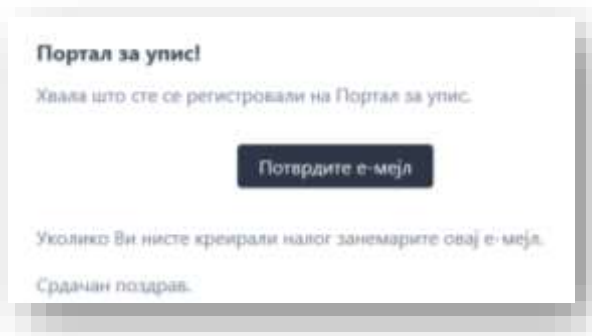 Портал за упис!
Хвала што сте се регистровали на Портал за упис.
Потврдите е-мејл
Уколико Ви нисте креирали налог занемарите овај е-мејл.
Срдачан поздрав.